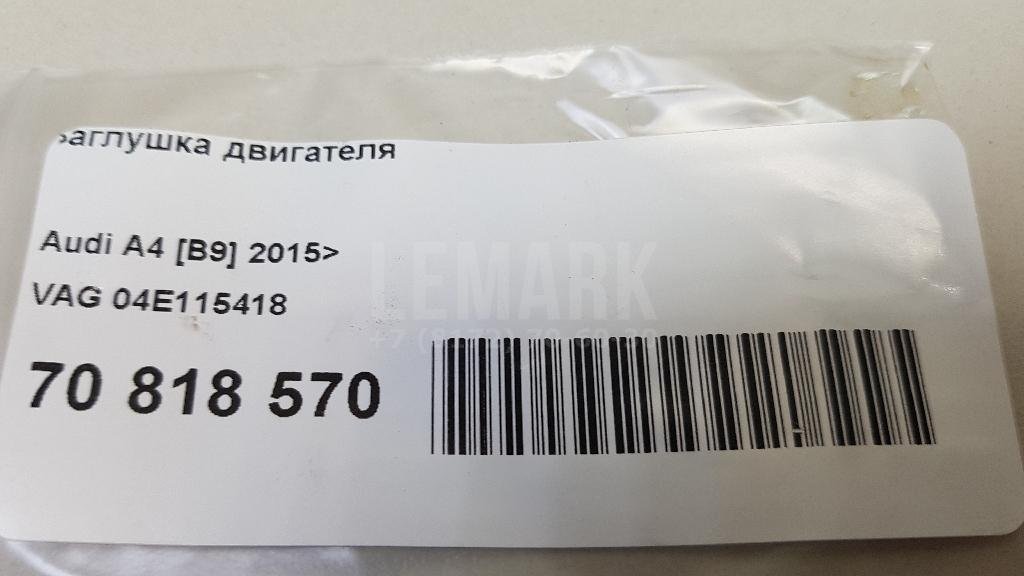 Заглушка двигателя
Audi A4 [B9] 2015>
VAG 04E115418
70 818 570
LEMARK